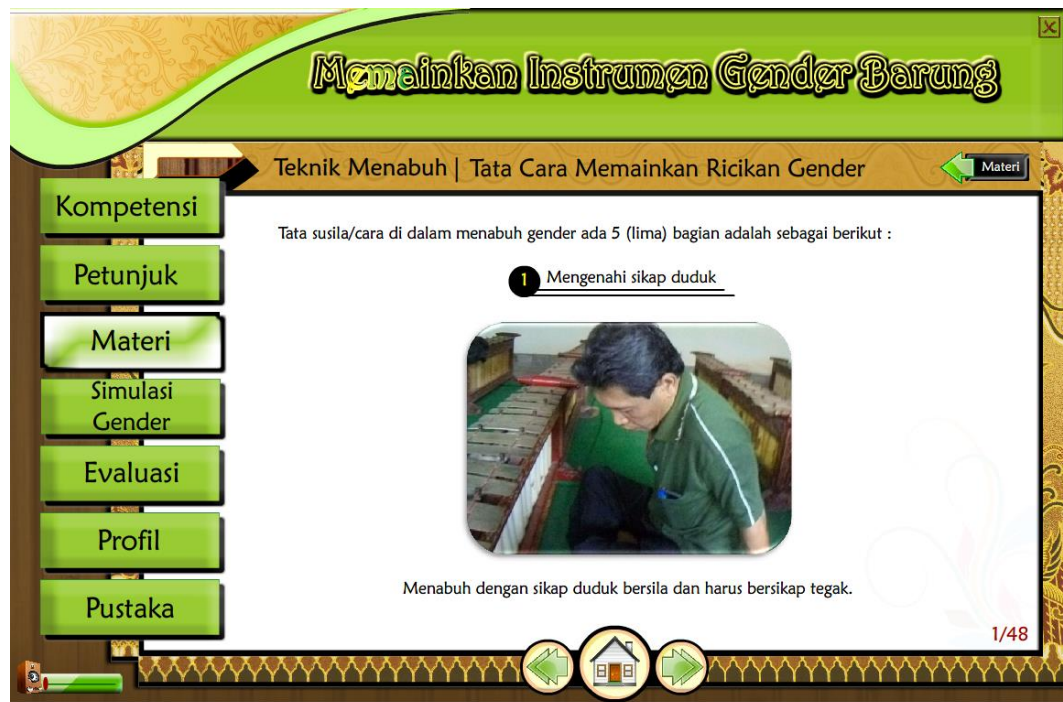 Memainkan Instrumen Gender Barung
Teknik Menabuh | Tata Cara Memainkan Ricikan Gender
Materi
Kompetensi
Petunjuk
Materi
Simulasi
Gender
Evaluasi
Profil
Pustaka
Tata susila/cara di dalam menabuh gender ada 5 (lima) bagian adalah sebagai berikut :
1 Mengenahi sikap duduk
Menabuh dengan sikap duduk bersila dan harus bersikap tegak.
1/48